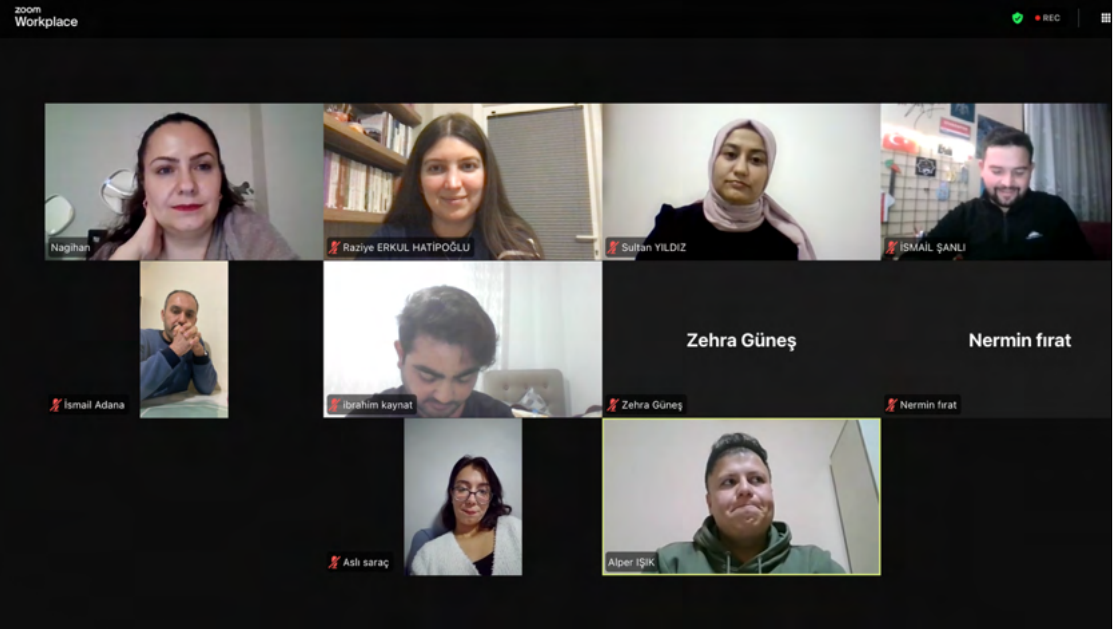 zoom
Workplace
REC
Nagihan
Raziye ERKUL HATİPOĞLU
Sultan YILDIZ
İSMAİL ŞANLI
İsmail Adana
ibrahim kaynat
Zehra Güneş
Zehra Güneş
Nermin fırat
Nermin fırat
Aslı saraç
Alper IŞIK